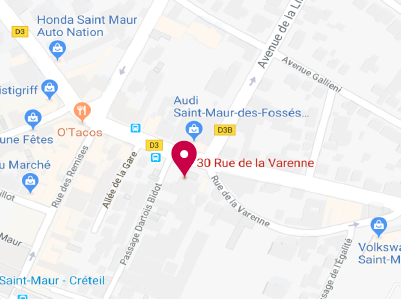 Honda Saint Maur
Auto Nation
D3
Avenue de la Li
Avenue Gallieni
istigriff
Audi
Saint-Maur-des-Fossés...
O'Tacos
une Fêtes
D3B
D3
u Marché
30 Rue de la Varenne
Rue des Remises
Allée de la Gare
Passage Dartois Bidot
Rue de la Varenne
illot
Maur
Volksw
Saint-M
ssage de l'Égalité
Saint-Maur - Créteil